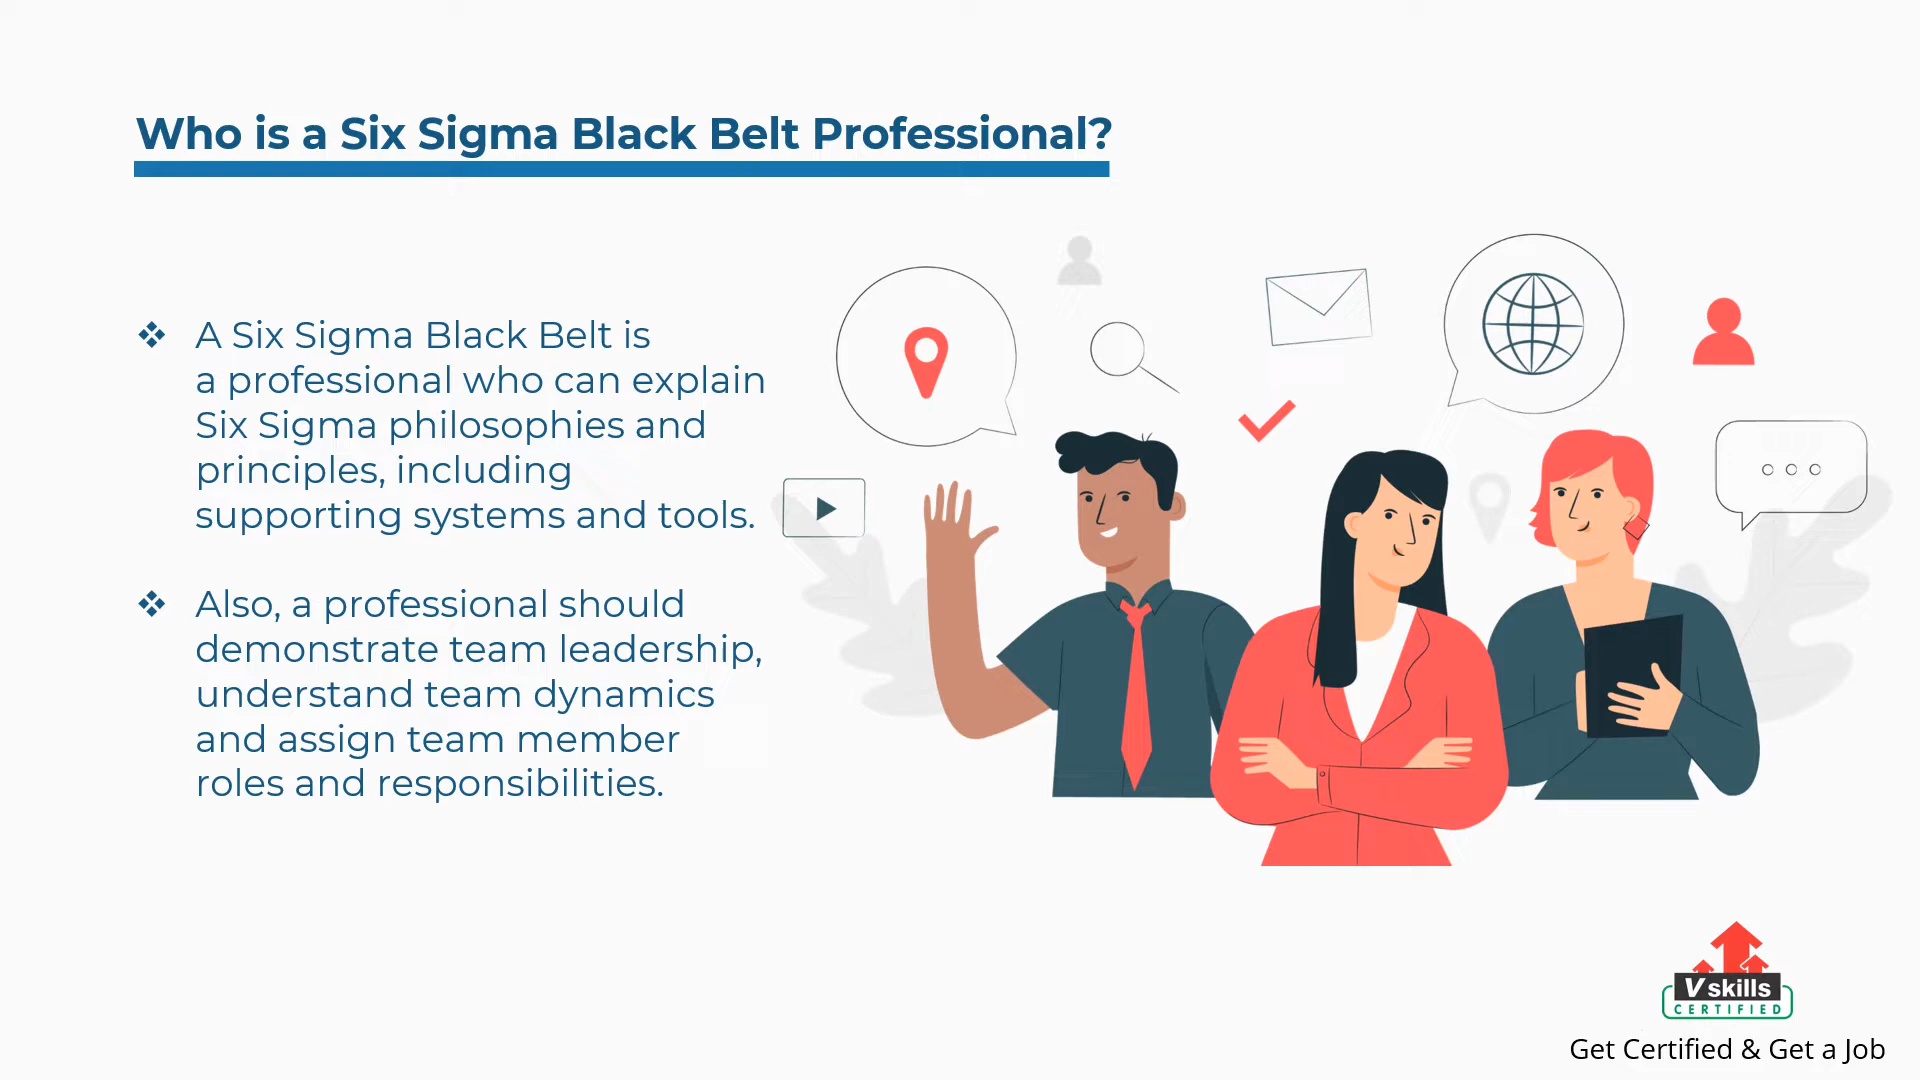 Who is a Six Sigma Black Belt Professional?
❖ A Six Sigma Black Belt is
a professional who can explain
Six Sigma philosophies and
principles, including
supporting systems and tools.
❖ Also, a professional should
demonstrate team leadership,
understand team dynamics
and assign team member
roles and responsibilities.
Vskills
CERTIFIED
Get Certified & Get a Job